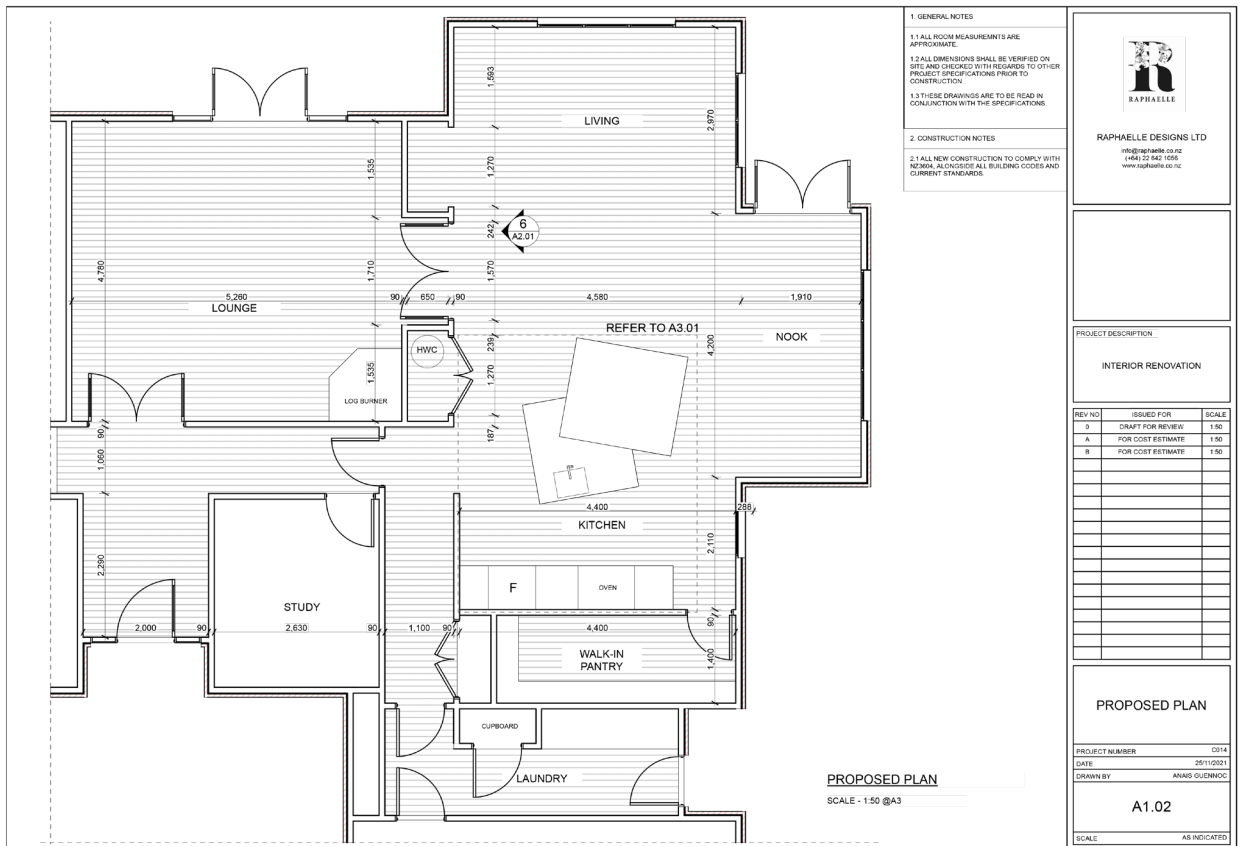 LIVING
1,593
2,970
1,270
1,535
242
6
A2.01
4,780
1,710
1,570
5,260
90
650
90
4,580
1,910
LOUNGE
REFER TO A3.01
NOOK
HWC
239
4,200
1,535
1,270
LOG BURNER
90
187
1,060
4,400
288
KITCHEN
2,110
2,290
F
OVEN
STUDY
2,000
90
2,630
90
1,100
90
4,400
90
WALK-IN
PANTRY
1,400
CUPBOARD
LAUNDRY
PROPOSED PLAN
SCALE - 1:50 @A3
1. GENERAL NOTES
1.1 ALL ROOM MEASUREMNTS ARE
APPROXIMATE.
1.2 ALL DIMENSIONS SHALL BE VERIFIED ON
SITE AND CHECKED WITH REGARDS TO OTHER
PROJECT SPECIFICATIONS PRIOR TO
CONSTRUCTION.
1.3 THESE DRAWINGS ARE TO BE READ IN
CONJUNCTION WITH THE SPECIFICATIONS.
2. CONSTRUCTION NOTES
2.1 ALL NEW CONSTRUCTION TO COMPLY WITH
NZ3604, ALONGSIDE ALL BUILDING CODES AND
CURRENT STANDARDS.
R
RAPHAELLE
RAPHAELLE DESIGNS LTD
info@raphaelle.co.nz
(+64) 22 642 1056
www.raphaelle.co.nz
PROJECT DESCRIPTION
INTERIOR RENOVATION
REV NO ISSUED FOR SCALE
0 DRAFT FOR REVIEW 1:50
A FOR COST ESTIMATE 1:50
B FOR COST ESTIMATE 1:50
PROPOSED PLAN
PROJECT NUMBER C014
DATE 25/11/2021
DRAWN BY ANAIS GUENNOC
A1.02
SCALE AS INDICATED